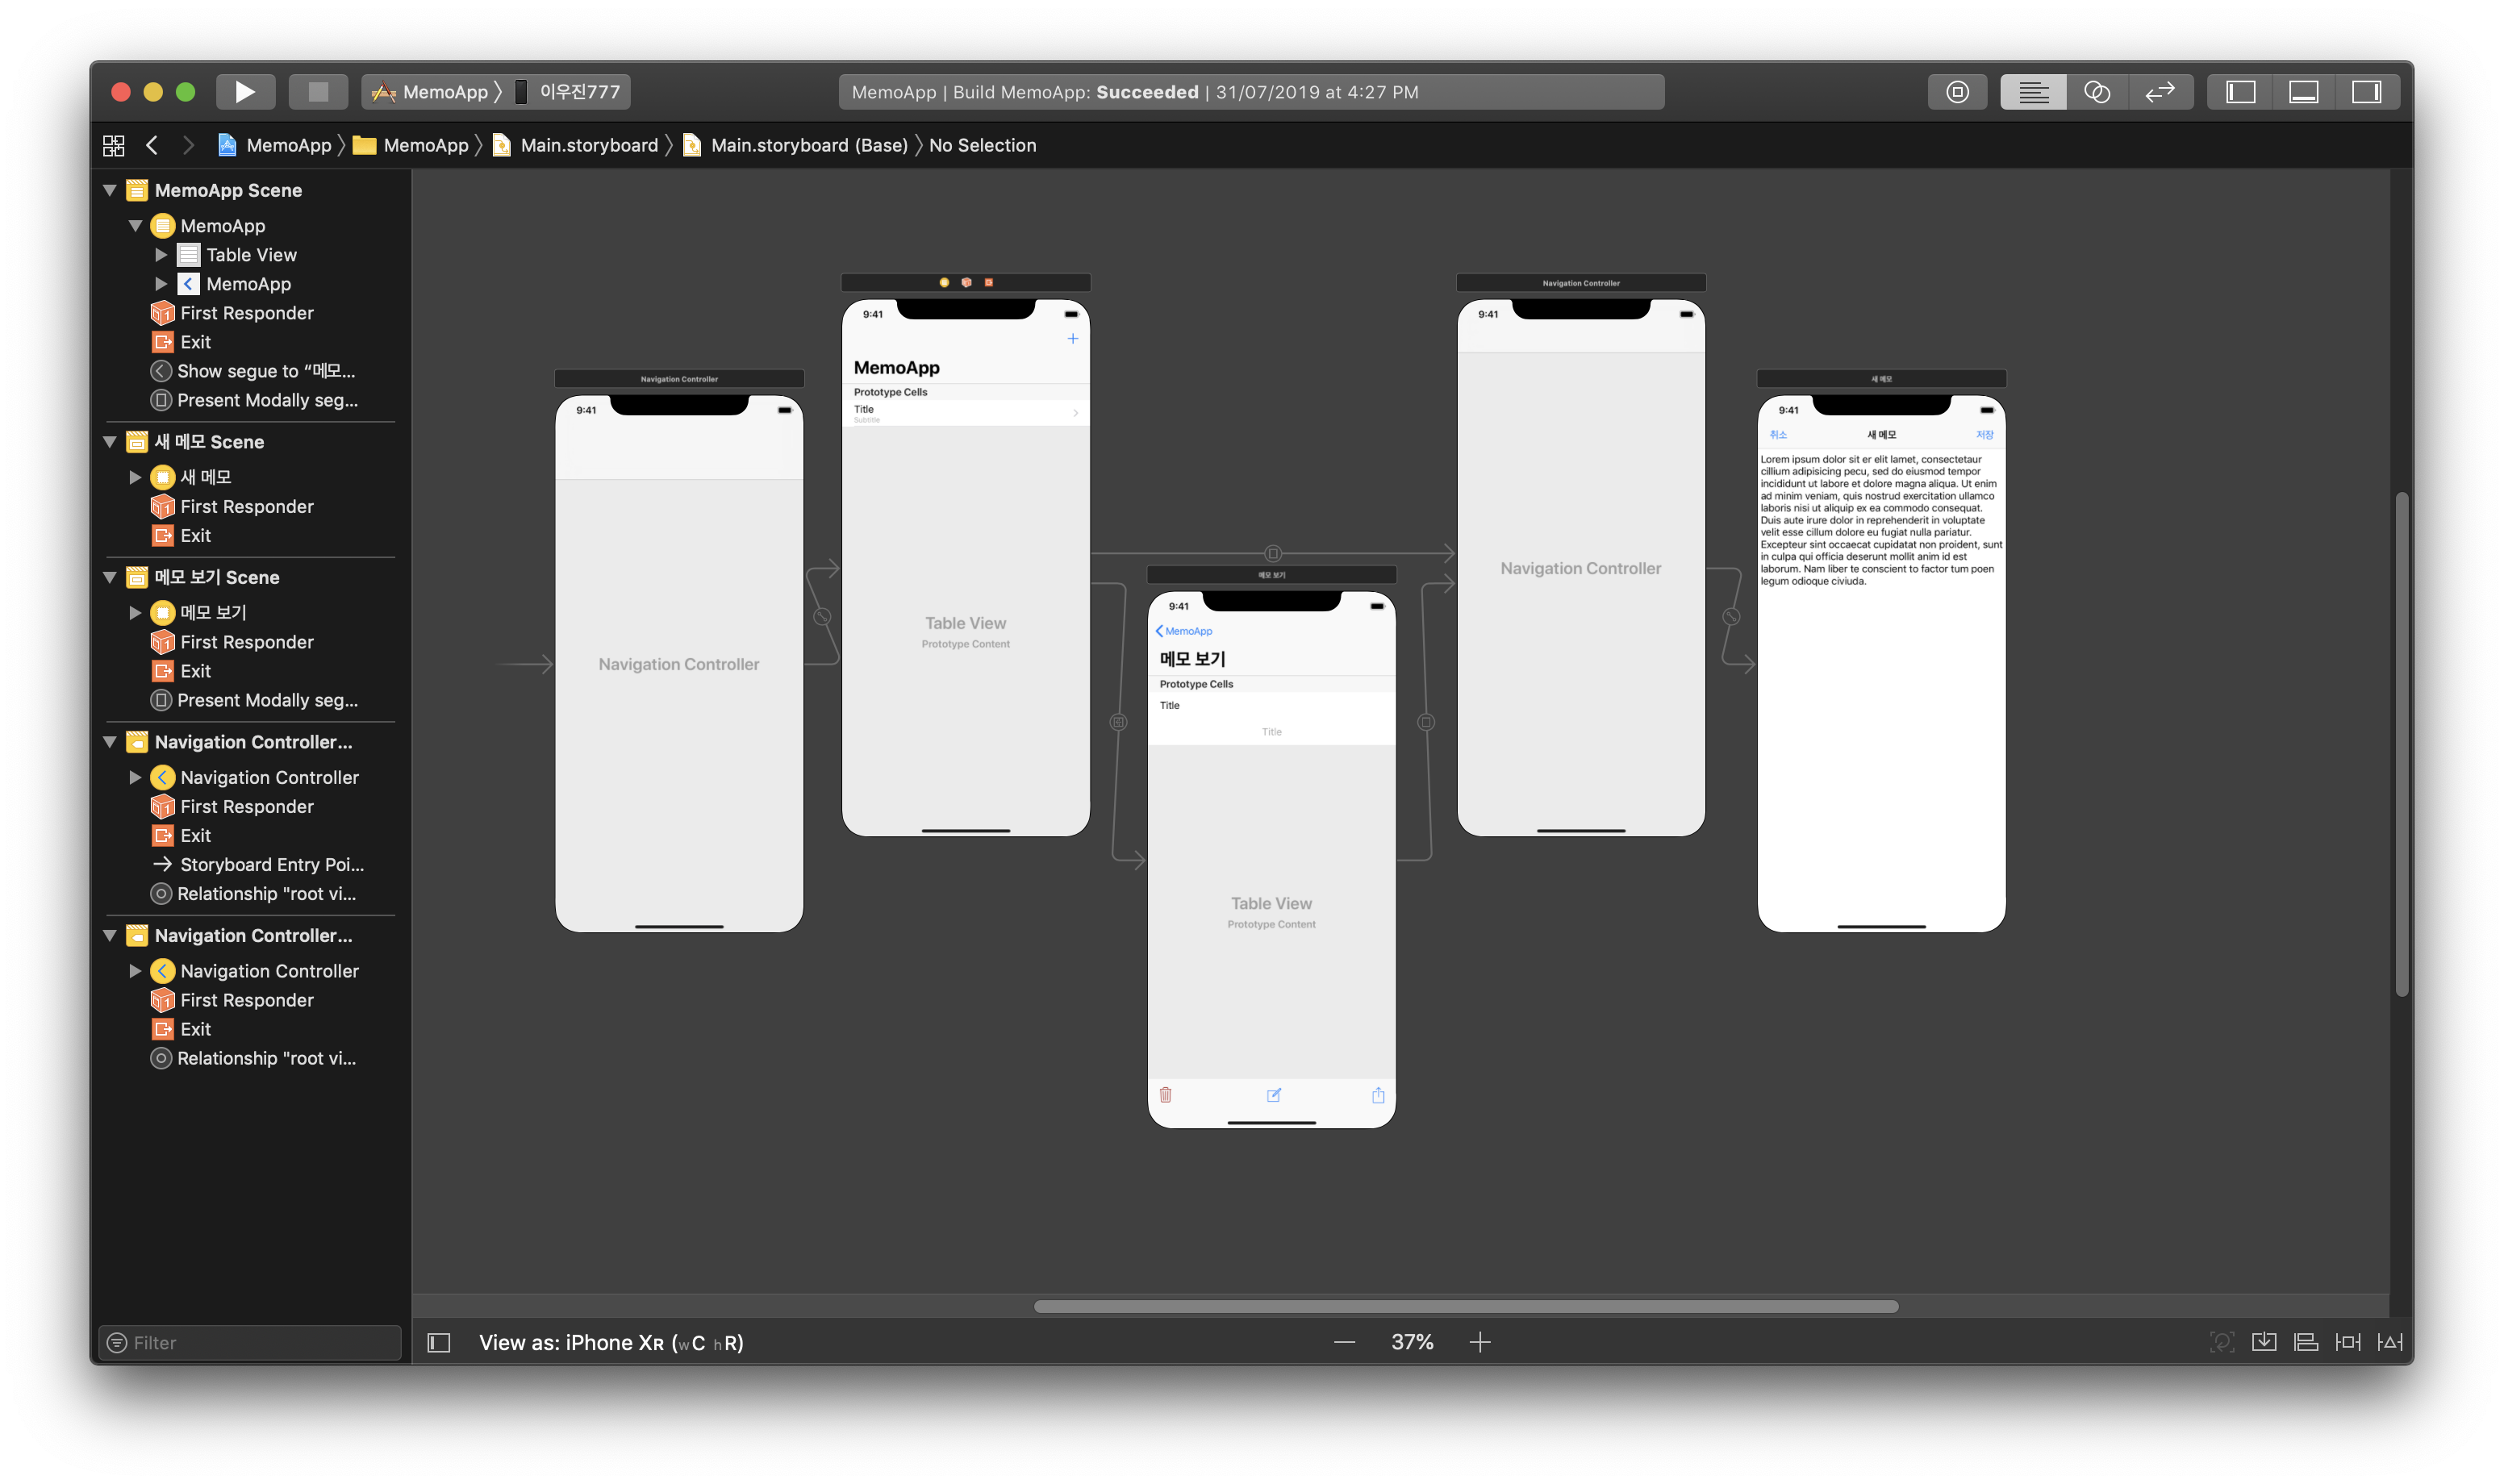 MemoApp 이우진777
MemoApp | Build MemoApp: Succeeded | 31/07/2019 at 4:27 PM
MemoApp MemoApp Main.storyboard Main.storyboard (Base) No Selection
MemoApp Scene
MemoApp
Table View
MemoApp
First Responder
Exit
Show segue to “메모...
Present Modally seg...
새 메모 Scene
새 메모
First Responder
Exit
메모 보기 Scene
메모 보기
First Responder
Exit
Present Modally seg...
Navigation Controller...
Navigation Controller
First Responder
Exit
Storyboard Entry Poi...
Relationship "root vi...
Navigation Controller...
Navigation Controller
First Responder
Exit
Relationship "root vi...
Filter
Navigation Controller
9:41
Navigation Controller
9:41
MemoApp
Prototype Cells
Title
Subtitle
Table View
Prototype Content
메모 보기
9:41
MemoApp
메모 보기
Prototype Cells
Title
Title
Table View
Prototype Content
Navigation Controller
9:41
Navigation Controller
새 메모
9:41
취소 새 메모 저장
Lorem ipsum dolor sit er elit lamet, consectetaur
cillium adipisicing pecu, sed do eiusmod tempor
incididunt ut labore et dolore magna aliqua. Ut enim
ad minim veniam, quis nostrud exercitation ullamco
laboris nisi ut aliquip ex ea commodo consequat.
Duis aute irure dolor in reprehenderit in voluptate
velit esse cillum dolore eu fugiat nulla pariatur.
Excepteur sint occaecat cupidatat non proident, sunt
in culpa qui officia deserunt mollit anim id est
laborum. Nam liber te conscient to factor tum poen
legum odioque civiuda.
View as: iPhone XR (wC hR)
37%